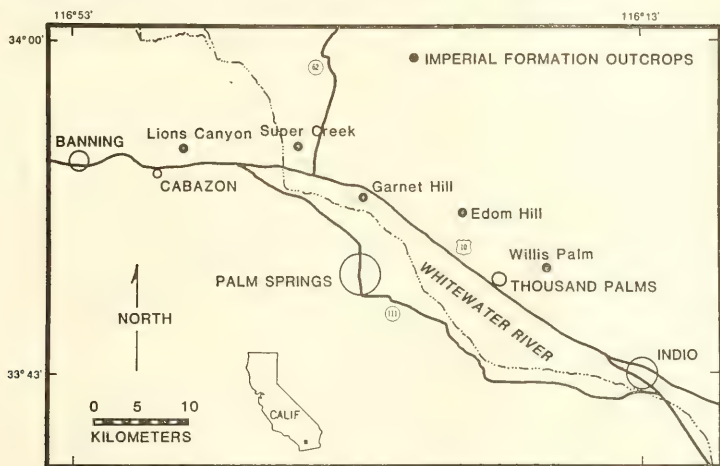 116°53' 116°13'
34° 00'
62
IMPERIAL FORMATION OUTCROPS
Lions Canyon
Super Creek
BANNING
CABAZON
Garnet Hill
Edom Hill
10
Willis Palm
PALM SPRINGS
THOUSAND PALMS
WHITEWATER RIVER
NORTH
111
INDIO
33° 43'
0 5 10
KILOMETERS
CALIF